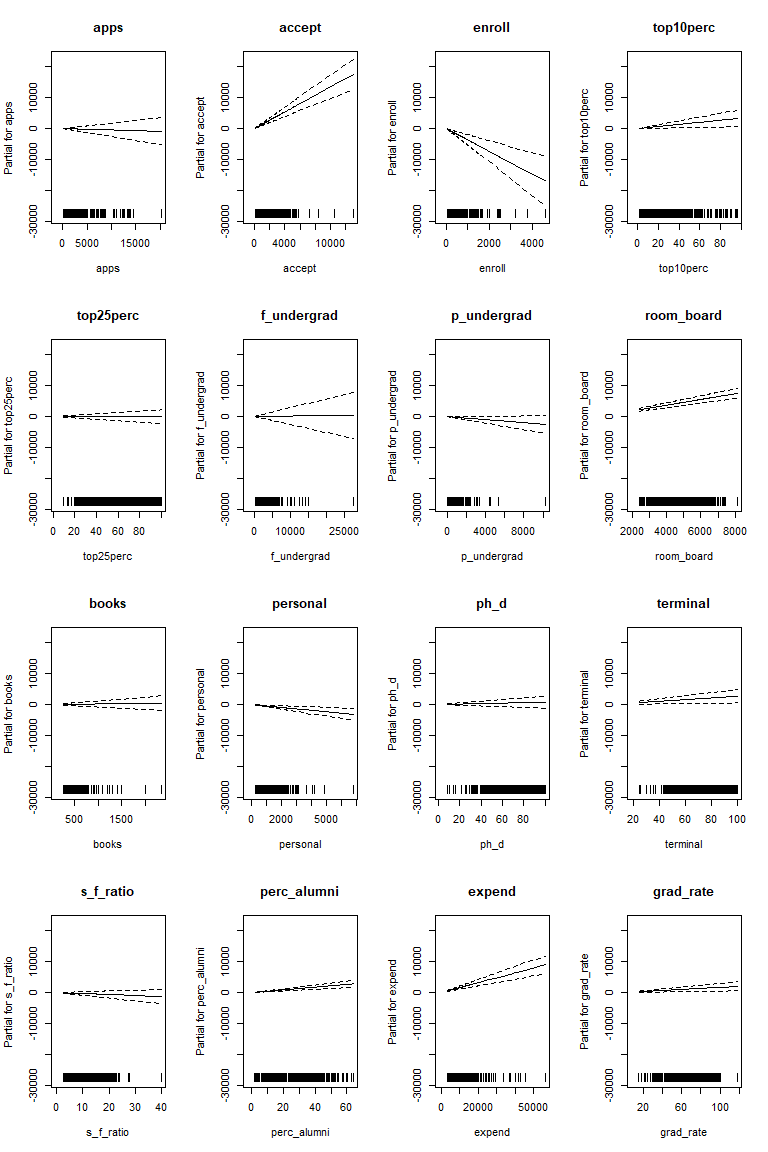 apps
accept
enroll
top10perc
Partial for apps
-30000
-10000
0
10000
0
5000
15000
apps
Partial for accept
-30000
-10000
0
10000
0
4000
10000
accept
Partial for enroll
-30000
-10000
0
10000
0
2000
4000
enroll
Partial for top10perc
-30000
-10000
0
10000
0
20
40
60
80
top10perc
top25perc
f_undergrad
p_undergrad
room_board
Partial for top25perc
-30000
-10000
0
10000
0
20
40
60
80
top25perc
Partial for f_undergrad
-30000
-10000
0
10000
0
10000
25000
f_undergrad
Partial for p_undergrad
-30000
-10000
0
10000
0
4000
8000
p_undergrad
Partial for room_board
-30000
-10000
0
10000
2000
4000
6000
8000
room_board
books
personal
ph_d
terminal
Partial for books
-30000
-10000
0
10000
500
1500
books
Partial for personal
-30000
-10000
0
10000
0
2000
5000
personal
Partial for ph_d
-30000
-10000
0
10000
0
20
40
60
80
ph_d
Partial for terminal
-30000
-10000
0
10000
20
40
60
80
100
terminal
s_f_ratio
perc_alumni
expend
grad_rate
Partial for s_f_ratio
-30000
-10000
0
10000
0
10
20
30
40
s_f_ratio
Partial for perc_alumni
-30000
-10000
0
10000
0
20
40
60
perc_alumni
Partial for expend
-30000
-10000
0
10000
0
20000
50000
expend
Partial for grad_rate
-30000
-10000
0
10000
20
60
100
grad_rate